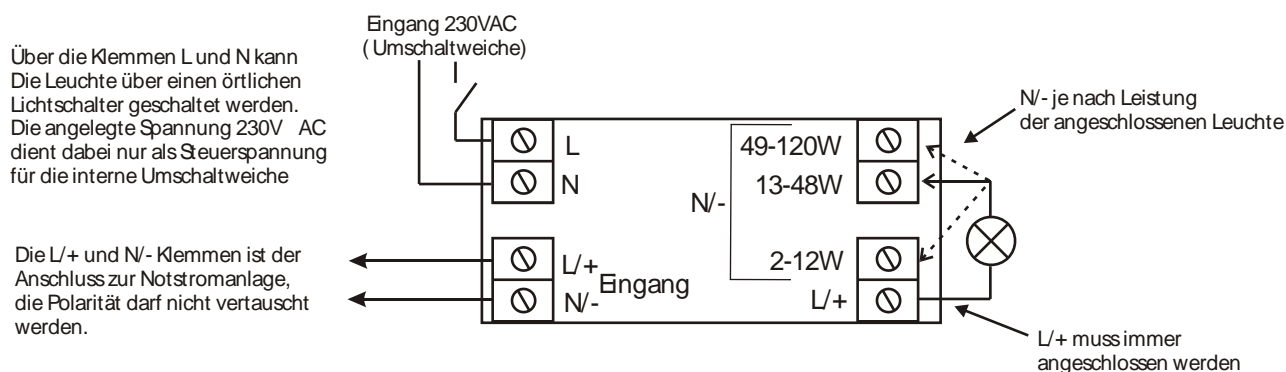 Eingang 230VAC
(Umschaltweiche)
Über die Klemmen L und N kann
Die Leuchte über einen örtlichen
Lichtschalter geschaltet werden.
Die angelegte Spannung 230V AC
dient dabei nur als Steuerspannung
für die interne Umschaltweiche
Die L/+ und N/- Klemmen ist der
Anschluss zur Notstromanlage,
die Polarität darf nicht vertauscht
werden.
L
N
L/+
N/-
Eingang
N/-
49-120W
13-48W
2-12W
L/+
N/- je nach Leistung
der angeschlossenen Leuchte
L/+ muss immer
angeschlossen werden